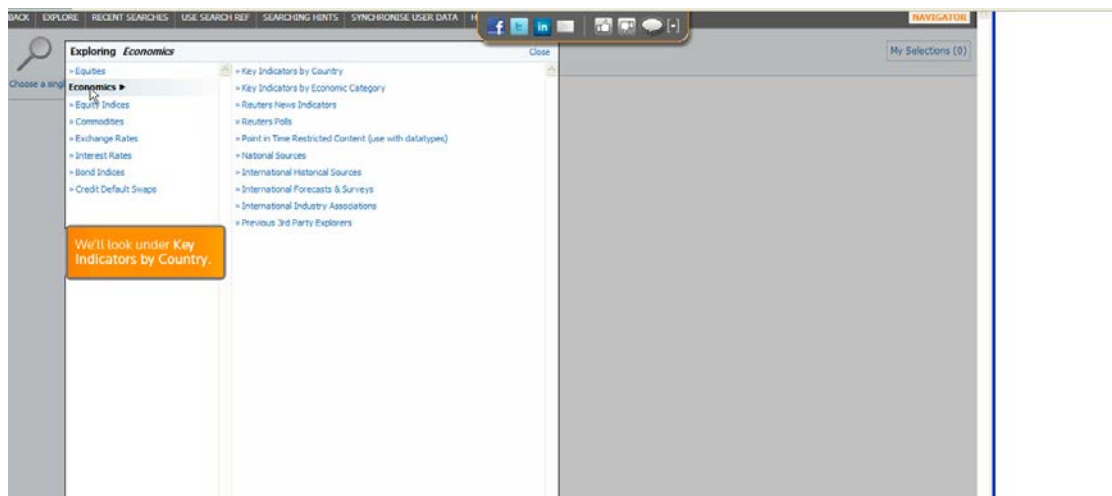 BACK EXPLORE RECENT SEARCHES USE SEARCH REF SEARCHING HINTS SYNCHRONISE USER DATA H
NAVIGATOR
Exploring Economics
Close
My Selections (0)
Choose a singl
» Equities
Economics ►
» Equity Indices
» Commodities
» Exchange Rates
» Interest Rates
» Bond Indices
» Credit Default Swaps
» Key Indicators by Country
» Key Indicators by Economic Category
» Reuters News Indicators
» Reuters Polls
» Point in Time Restricted Content (use with datatypes)
» National Sources
» International Historical Sources
» International Forecasts & Surveys
» International Industry Associations
» Previous 3rd Party Explorers
We'll look under Key
Indicators by Country.